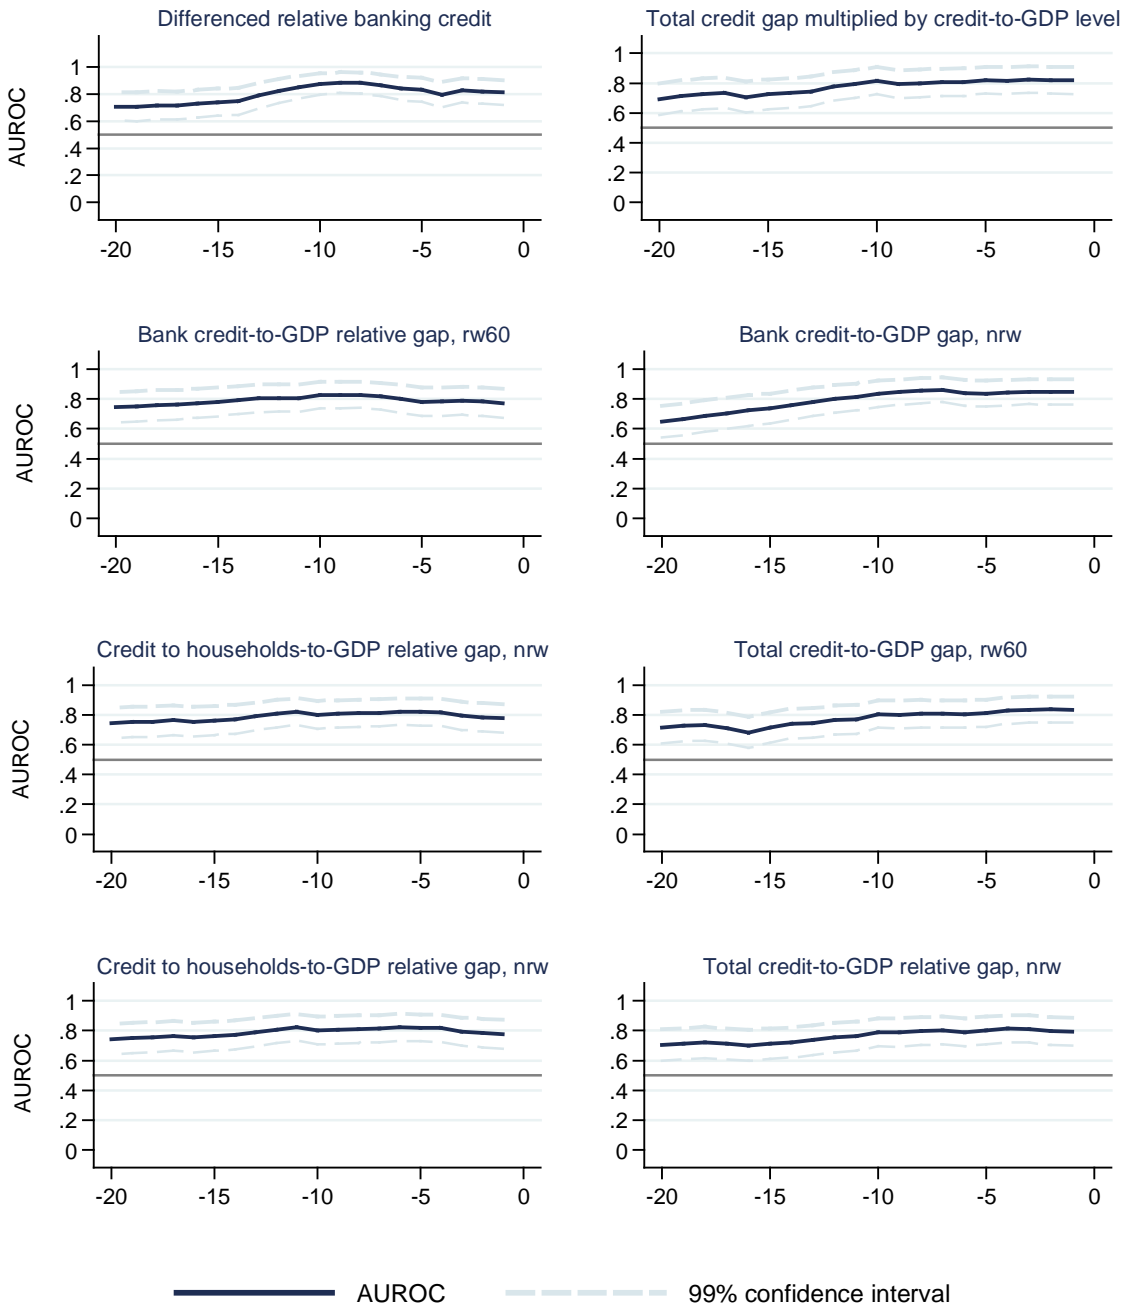 Differenced relative banking credit
Total credit gap multiplied by credit-to-GDP level
AUROC
1
.8
.6
.4
.2
0
-20 -15 -10 -5 0
1
.8
.6
.4
.2
0
-20 -15 -10 -5 0
Bank credit-to-GDP relative gap, rw60
Bank credit-to-GDP gap, nrw
AUROC
1
.8
.6
.4
.2
0
-20 -15 -10 -5 0
1
.8
.6
.4
.2
0
-20 -15 -10 -5 0
Credit to households-to-GDP relative gap, nrw
Total credit-to-GDP gap, rw60
AUROC
1
.8
.6
.4
.2
0
-20 -15 -10 -5 0
1
.8
.6
.4
.2
0
-20 -15 -10 -5 0
Credit to households-to-GDP relative gap, nrw
Total credit-to-GDP relative gap, nrw
AUROC
1
.8
.6
.4
.2
0
-20 -15 -10 -5 0
1
.8
.6
.4
.2
0
-20 -15 -10 -5 0
AUROC
99% confidence interval